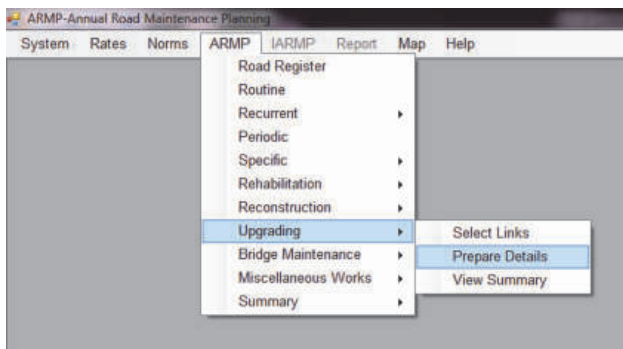 ARMP-Annual Road Maintenance Planning
System Rates Norms ARMP IARMP Report Map Help
Road Register
Routine
Recurrent
Periodic
Specific
Rehabilitation
Reconstruction
Upgrading
Bridge Maintenance
Miscellaneous Works
Summary
Select Links
Prepare Details
View Summary